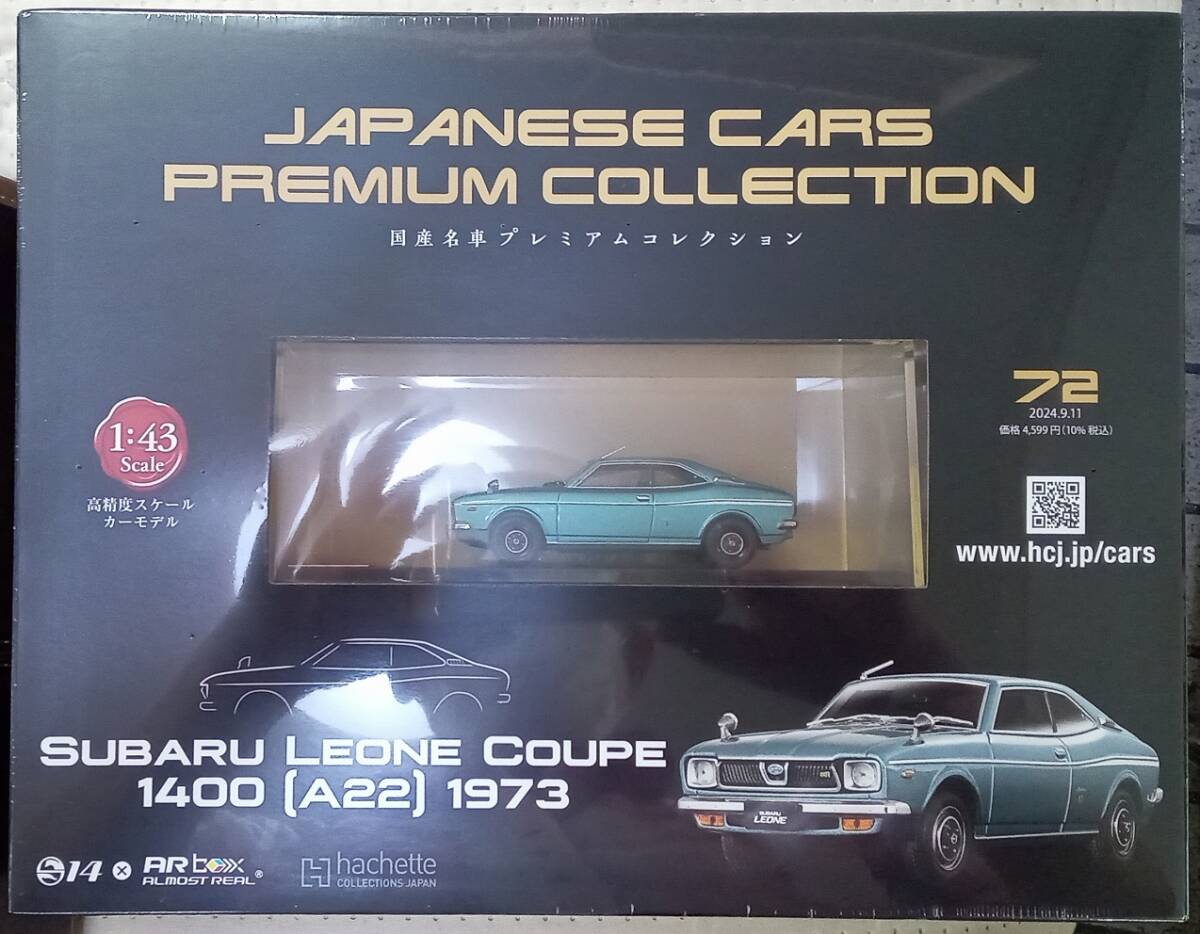 JAPANESE CARS
PREMIUM COLLECTION
国産名車プレミアムコレクション
1:43
Scale
高精度スケール
カーモデル
72
2024.9.11
価格 4,599円(10%税込)
www.hcj.jp/cars
SUBARU LEONE COUPE
1400 (A22) 1973
SUBARU
LEONE
14 × ARbox
ALMOST REAL®
hachette
COLLECTIONS JAPAN